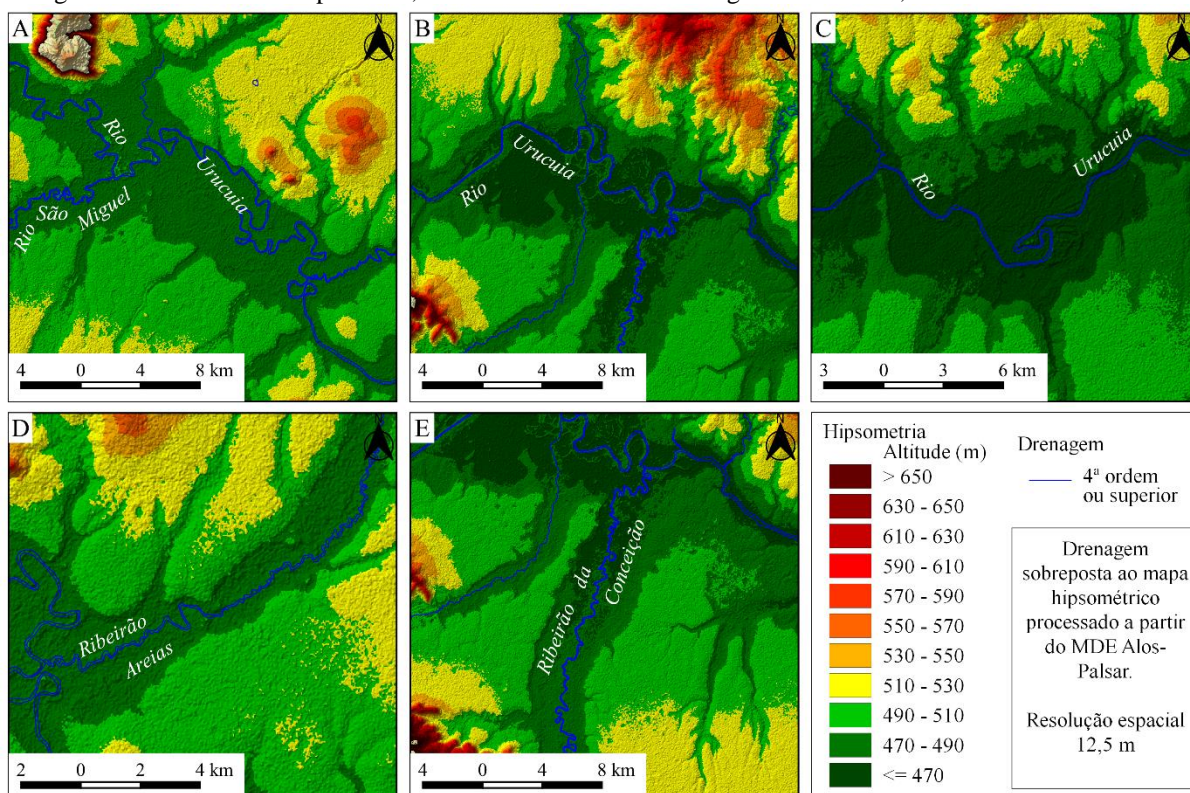 A
N
Rio
Urucuia
Rio São Miguel
4 0 4 8 km
B
N
Rio Urucuia
4 0 4 8 km
C
N
Rio Urucuia
3 0 3 6 km
D
N
Ribeirão
Areias
2 0 2 4 km
E
N
Ribeirão da
Conceição
4 0 4 8 km
Hipsometria
Altitude (m)
> 650
630 - 650
610 - 630
590 - 610
570 - 590
550 - 570
530 - 550
510 - 530
490 - 510
470 - 490
<= 470
Drenagem
4ª ordem
ou superior
Drenagem
sobreposta ao mapa
hipsométrico
processado a partir
do MDE Alos-
Palsar.
Resolução espacial
12,5 m